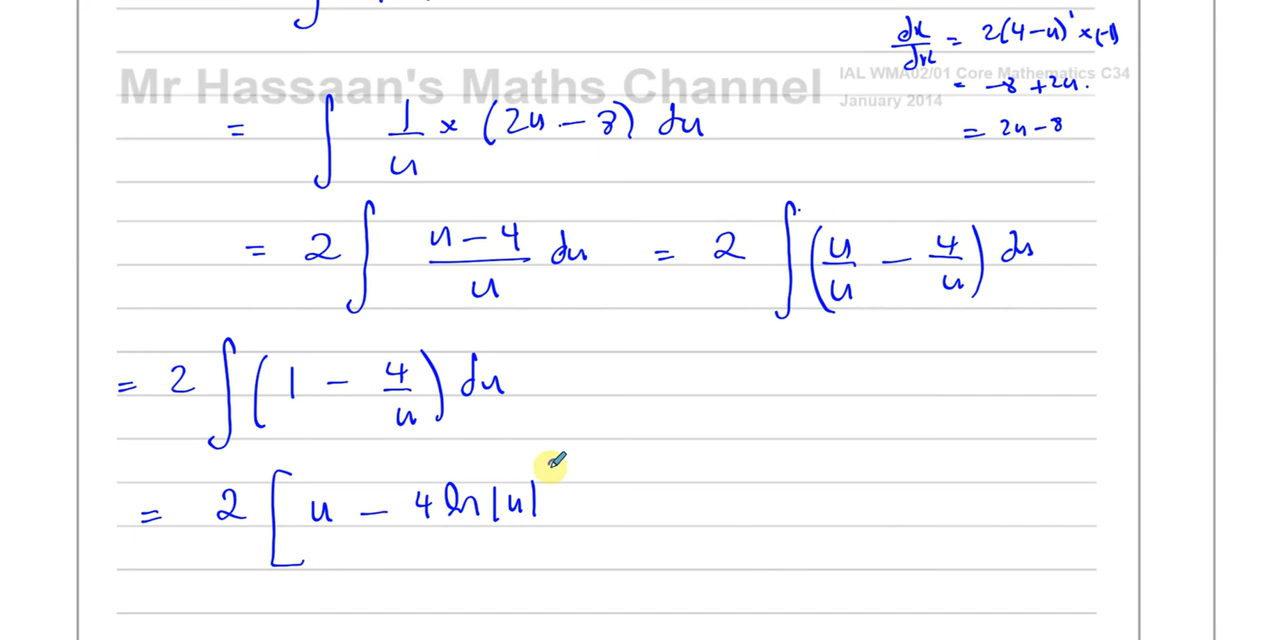 dx/du = 2(4-u)¹ × (-1)
Mr Hassaan's Maths Channel
IAL WMA02/01 Core Mathematics C34
January 2014
= -8 + 2u.
= ∫ 1/u × (2u - 8) du
= 2u - 8
= 2 ∫ (u - 4)/u du = 2 ∫ (u/u - 4/u) du
= 2 ∫ (1 - 4/u) du
= 2 [ u - 4 ln|u|